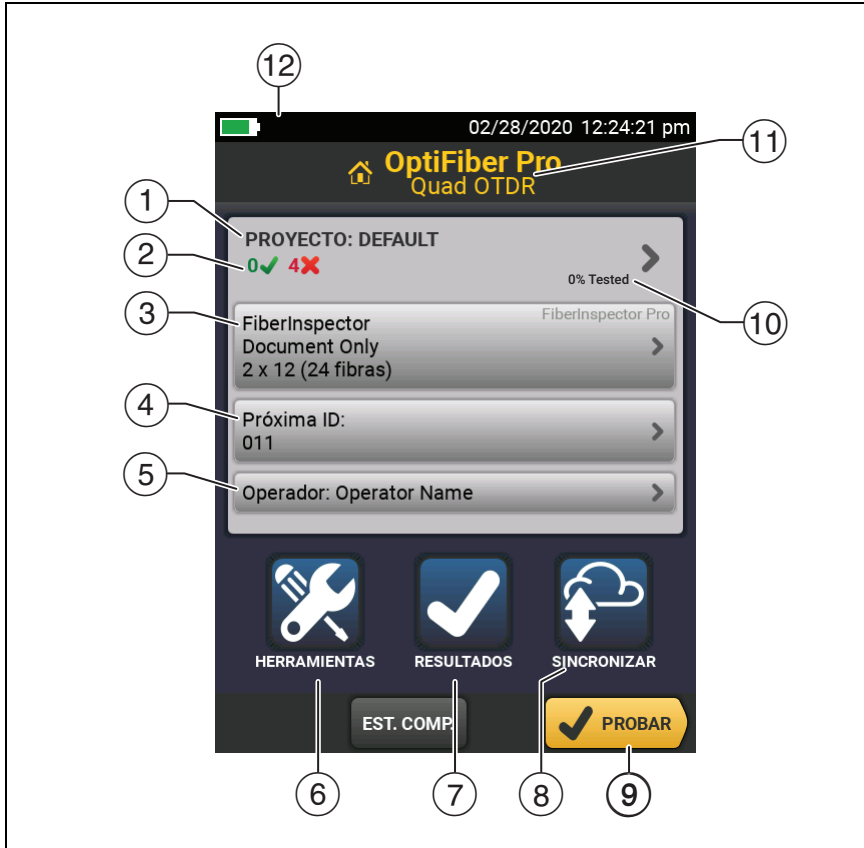 12
02/28/2020 12:24:21 pm
11
OptiFiber Pro
Quad OTDR
1
PROYECTO: DEFAULT
2
0 4
0% Tested
10
3
FiberInspector Pro
FiberInspector
Document Only
2 x 12 (24 fibras)
4
Próxima ID:
011
5
Operador: Operator Name
HERRAMIENTAS
RESULTADOS
SINCRONIZAR
EST. COMP.
PROBAR
6
7
8
9